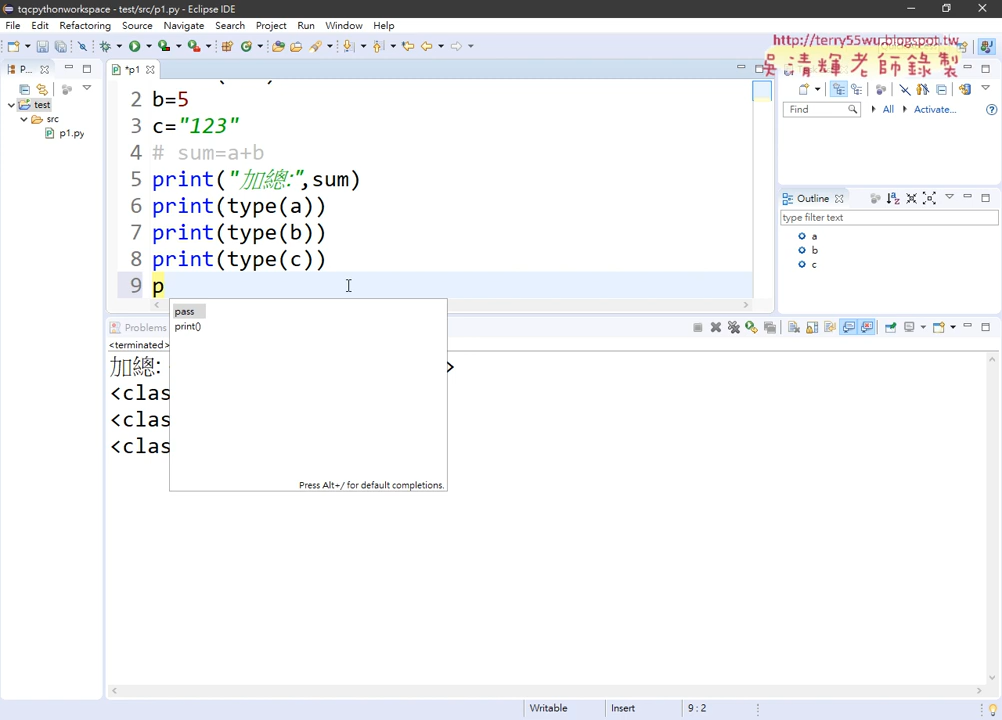 tqcpythonworkspace - test/src/p1.py - Eclipse IDE
File Edit Refactoring Source Navigate Search Project Run Window Help
http://terry55wu.blogspot.tw
吳清輝老師錄製
P...
*p1
test
src
p1.py
2 b=5
3 c="123"
4 # sum=a+b
5 print("加總:",sum)
6 print(type(a))
7 print(type(b))
8 print(type(c))
9 p
pass
print()
Press Alt+/ for default completions.
Find
All
Activate...
Outline
type filter text
a
b
c
Problems
<terminated>
加總: >
<clas
<clas
<clas
Writable Insert 9 : 2